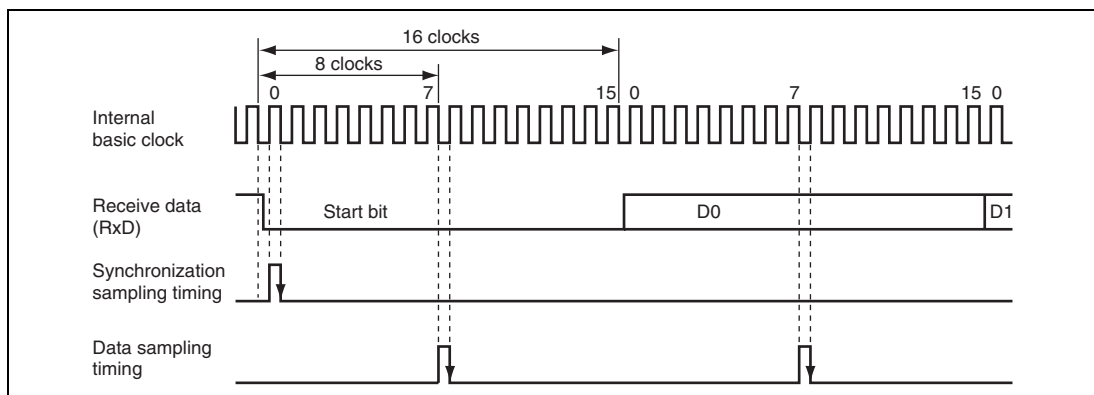 16 clocks
8 clocks
0 7 15 0 7 15 0
Internal
basic clock
Receive data
(RxD)
Start bit D0 D1
Synchronization
sampling timing
Data sampling
timing